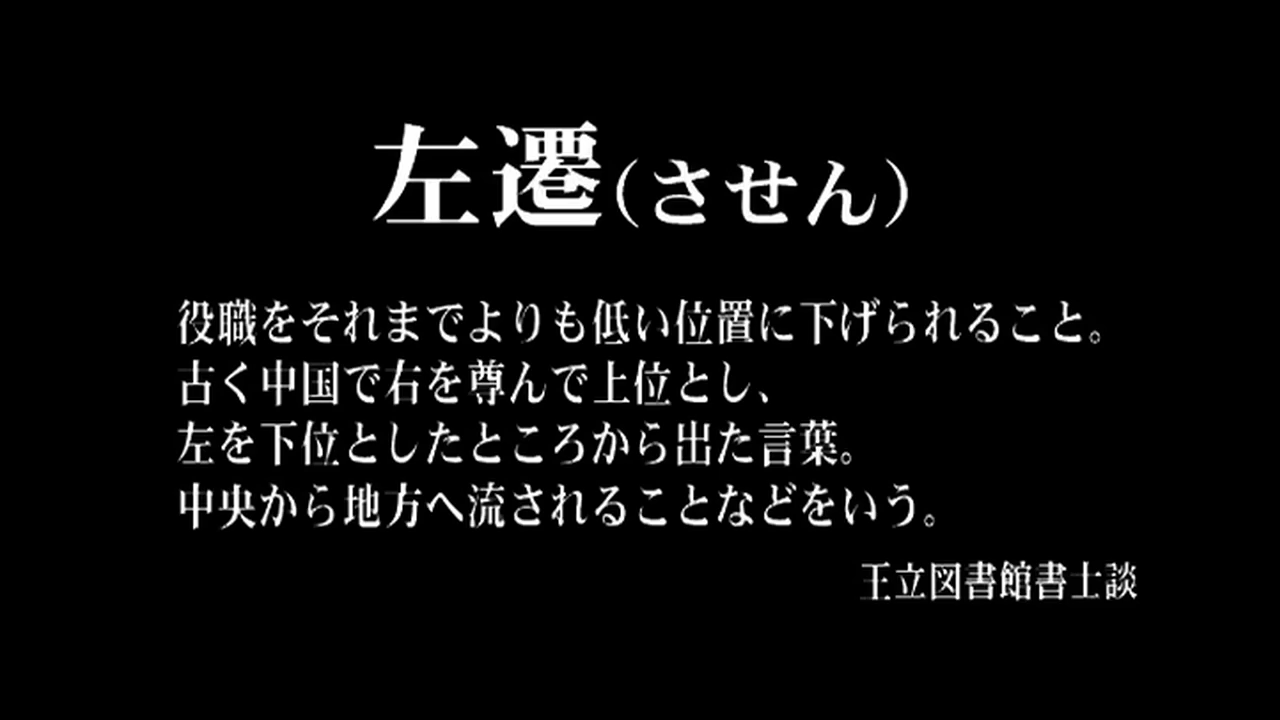 左遷(させん)
役職をそれまでよりも低い位置に下げられること。
古く中国で右を尊んで上位とし、
左を下位としたところから出た言葉。
中央から地方へ流されることなどをいう。
王立図書館書士談